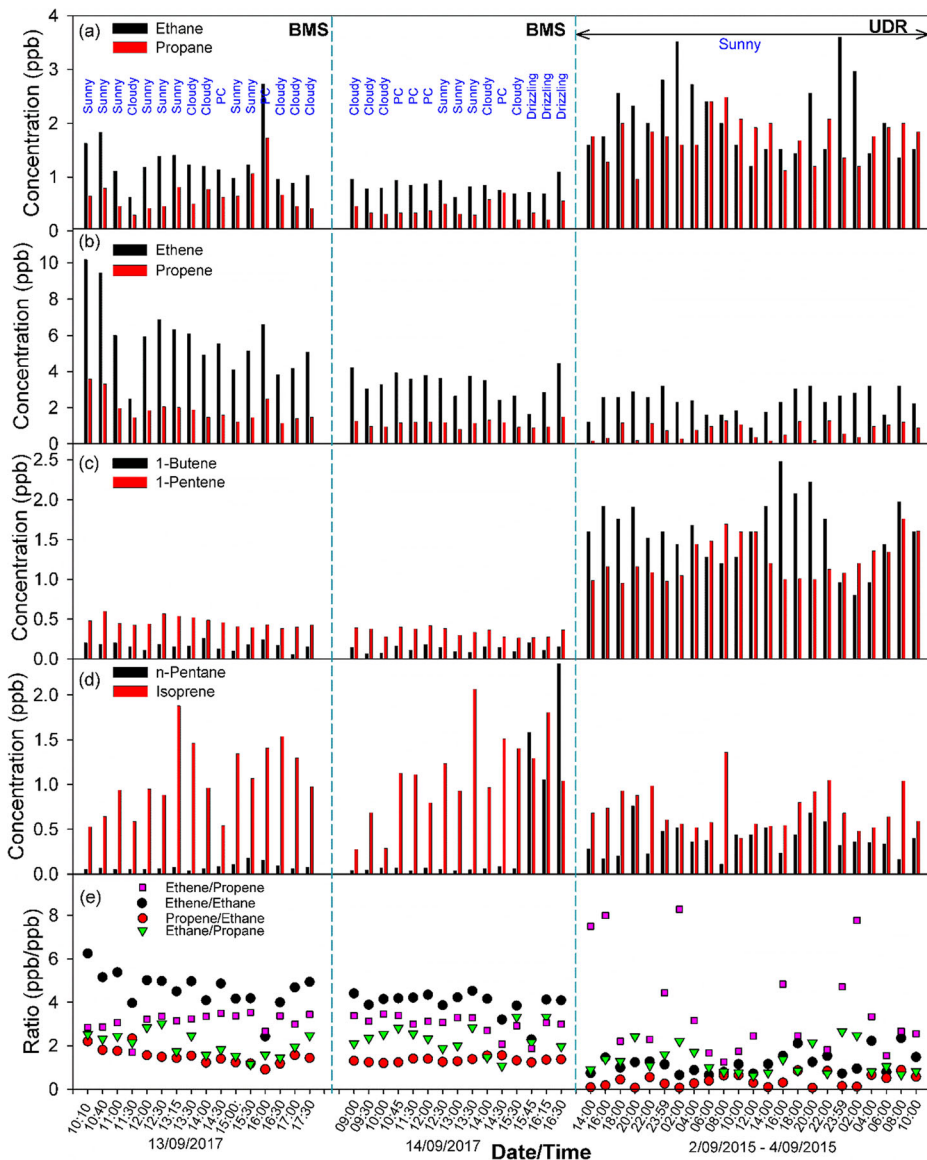 (a)
Ethane
Propane
BMS
BMS
UDR
Sunny
Sunny
Sunny
Sunny
Cloudy
Sunny
Sunny
Sunny
Cloudy
Cloudy
PC
Sunny
Sunny
PC
Cloudy
Cloudy
Cloudy
Cloudy
Cloudy
Cloudy
PC
PC
PC
Sunny
Sunny
Sunny
Cloudy
PC
Cloudy
Drizzling
Drizzling
Drizzling
Concentration (ppb)
4
3
2
1
0
(b)
Ethene
Propene
Concentration (ppb)
10
8
6
4
2
0
(c)
1-Butene
1-Pentene
Concentration (ppb)
2.5
2.0
1.5
1.0
0.5
0.0
(d)
n-Pentane
Isoprene
Concentration (ppb)
2.0
1.5
1.0
0.5
0.0
(e)
Ethene/Propene
Ethene/Ethane
Propene/Ethane
Ethane/Propane
Ratio (ppb/ppb)
8
6
4
2
0
10:10
10:40
11:00
11:30
12:00
12:30
13:15
13:30
14:00
14:30
15:00
15:30
16:00
16:30
17:00
17:30
09:00
09:30
10:00
10:45
11:30
12:00
12:30
13:00
13:30
14:00
14:30
15:30
15:45
16:15
16:30
14:00
16:00
18:00
20:00
22:00
23:59
02:00
04:00
06:00
08:00
10:00
12:00
14:00
16:00
18:00
20:00
22:00
23:59
02:00
04:00
06:00
08:00
10:00
13/09/2017
14/09/2017
2/09/2015 - 4/09/2015
Date/Time